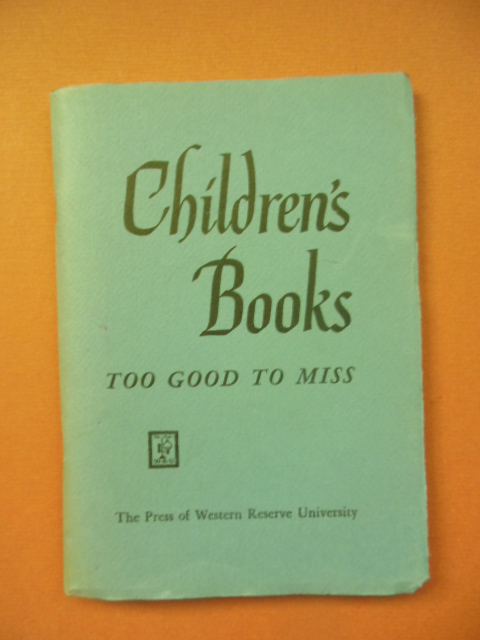 Children's
Books
TOO GOOD TO MISS
The Press of Western Reserve University